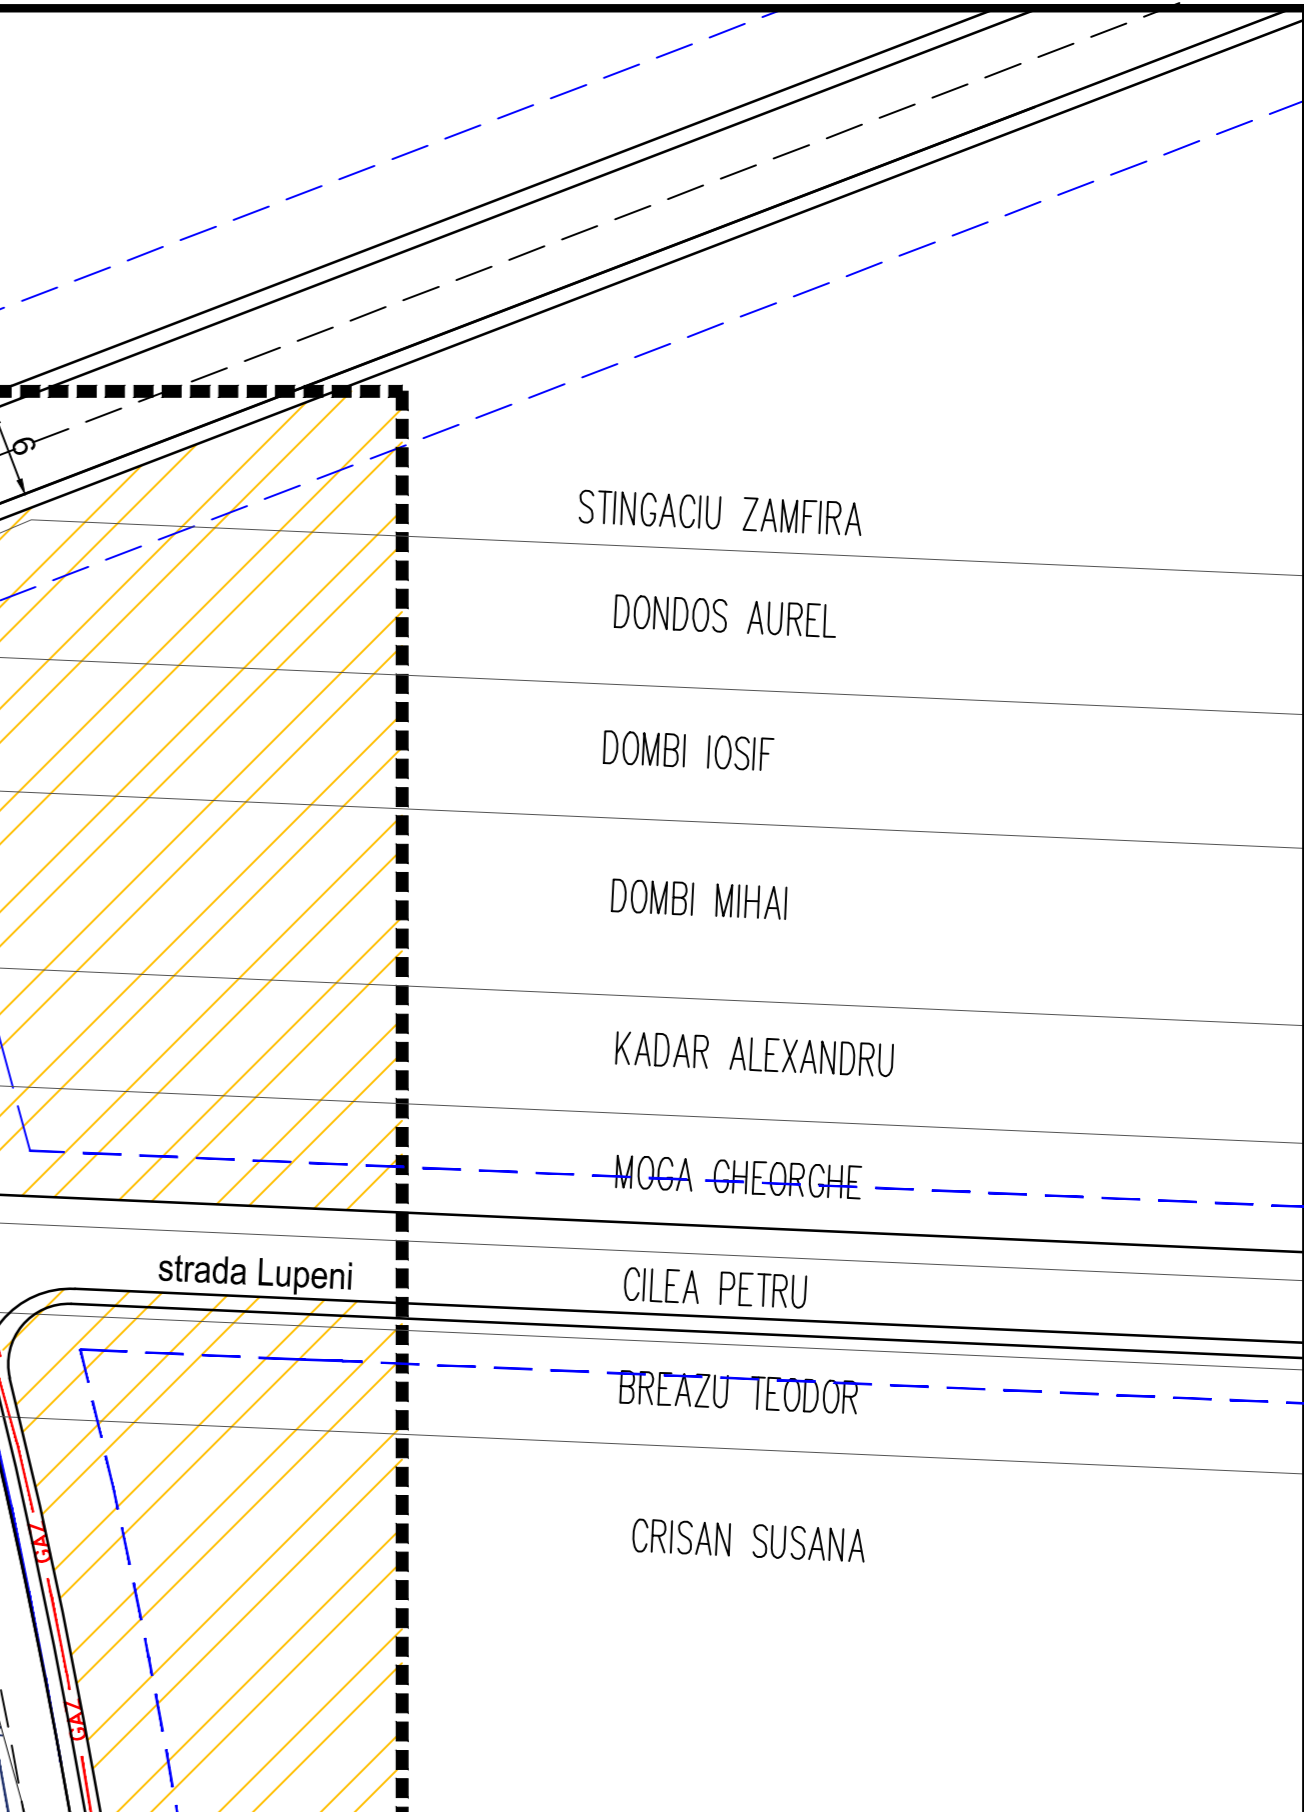 6
STINGACIU ZAMFIRA
DONDOS AUREL
DOMBI IOSIF
DOMBI MIHAI
KADAR ALEXANDRU
MOGA GHEORGHE
strada Lupeni
CILEA PETRU
BREAZU TEODOR
CRISAN SUSANA
GAZ
GAZ